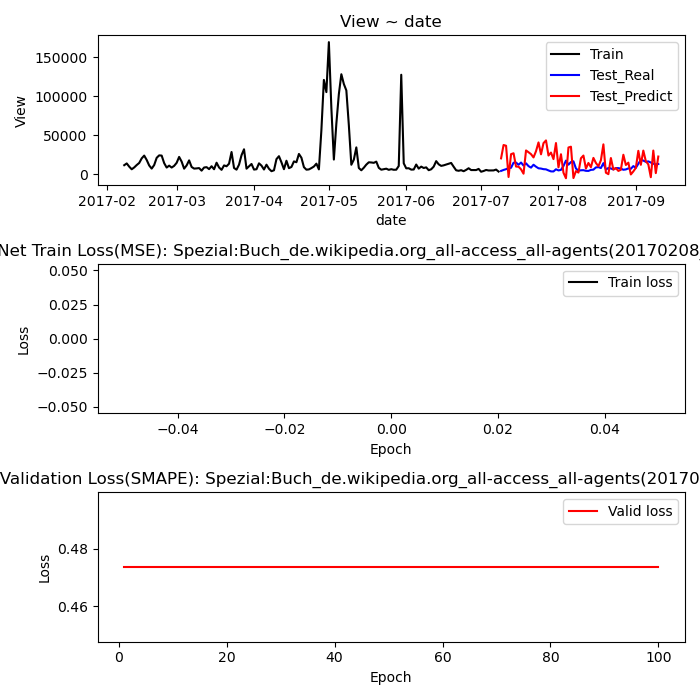 View ~ date
View
150000
100000
50000
0
Train
Test_Real
Test_Predict
2017-02 2017-03 2017-04 2017-05 2017-06 2017-07 2017-08 2017-09
date
Net Train Loss(MSE): Spezial:Buch_de.wikipedia.org_all-access_all-agents(20170208_
Loss
0.050
0.025
0.000
−0.025
−0.050
Train loss
−0.04 −0.02 0.00 0.02 0.04
Epoch
Validation Loss(SMAPE): Spezial:Buch_de.wikipedia.org_all-access_all-agents(20170
Loss
0.48
0.46
Valid loss
0 20 40 60 80 100
Epoch